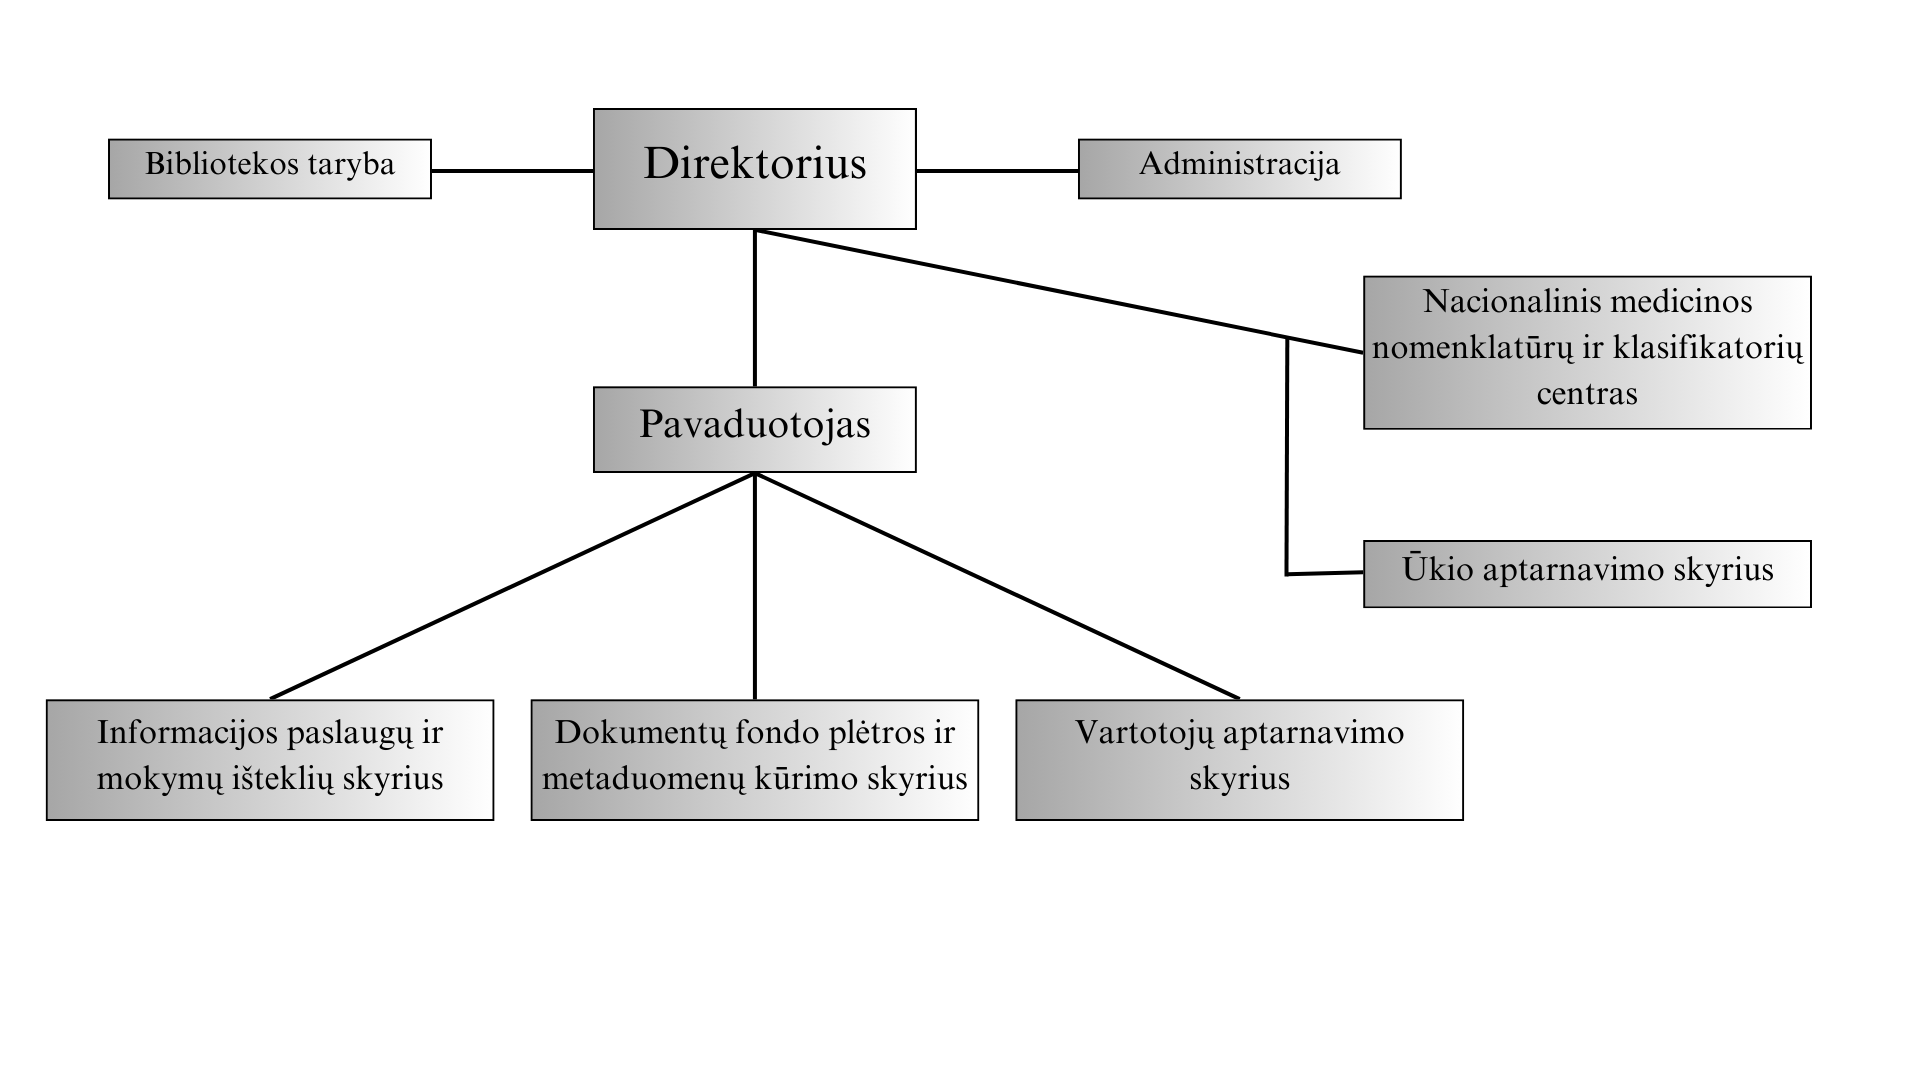 Bibliotekos taryba
Direktorius
Administracija
Nacionalinis medicinos
nomenklatūrų ir klasifikatorių
centras
Pavaduotojas
Ūkio aptarnavimo skyrius
Informacijos paslaugų ir
mokymų išteklių skyrius
Dokumentų fondo plėtros ir
metaduomenų kūrimo skyrius
Vartotojų aptarnavimo
skyrius